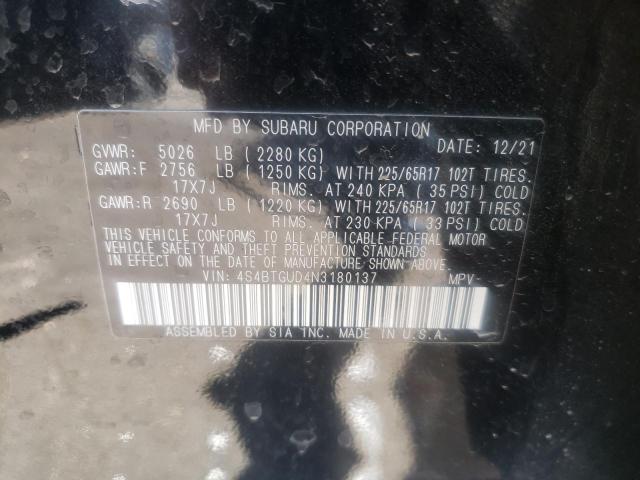 MFD BY SUBARU CORPORATION
GVWR: 5026 LB ( 2280 KG) DATE: 12/21
GAWR:F 2756 LB ( 1250 KG) WITH 225/65R17 102T TIRES.
17X7J RIMS. AT 240 KPA ( 35 PSI) COLD
GAWR:R 2690 LB ( 1220 KG) WITH 225/65R17 102T TIRES.
17X7J RIMS. AT 230 KPA ( 33 PSI) COLD
THIS VEHICLE CONFORMS TO ALL APPLICABLE FEDERAL MOTOR
VEHICLE SAFETY AND THEFT PREVENTION STANDARDS
IN EFFECT ON THE DATE OF MANUFACTURE SHOWN ABOVE.
VIN: 4S4BTGUD4N3180137 MPV
ASSEMBLED BY SIA INC. MADE IN U.S.A.